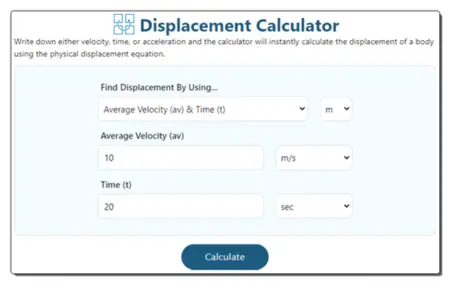 Displacement Calculator
Write down either velocity, time, or acceleration and the calculator will instantly calculate the displacement of a body
using the physical displacement equation.
Find Displacement By Using...
Average Velocity (av) & Time (t) m
Average Velocity (av)
10 m/s
Time (t)
20 sec
Calculate